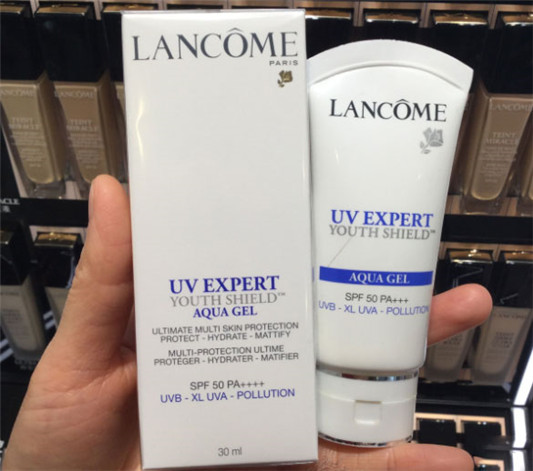 LANCÔME
PARIS
UV EXPERT
YOUTH SHIELD™
AQUA GEL
ULTIMATE MULTI SKIN PROTECTION
PROTECT - HYDRATE - MATTIFY
MULTI-PROTECTION ULTIME
PROTÉGER - HYDRATER - MATIFIER
SPF 50 PA++++
UVB - XL UVA - POLLUTION
30 ml
LANCÔME
UV EXPERT
YOUTH SHIELD™
AQUA GEL
SPF 50 PA+++
UVB - XL UVA - POLLUTION
TEINT
MIRACLE